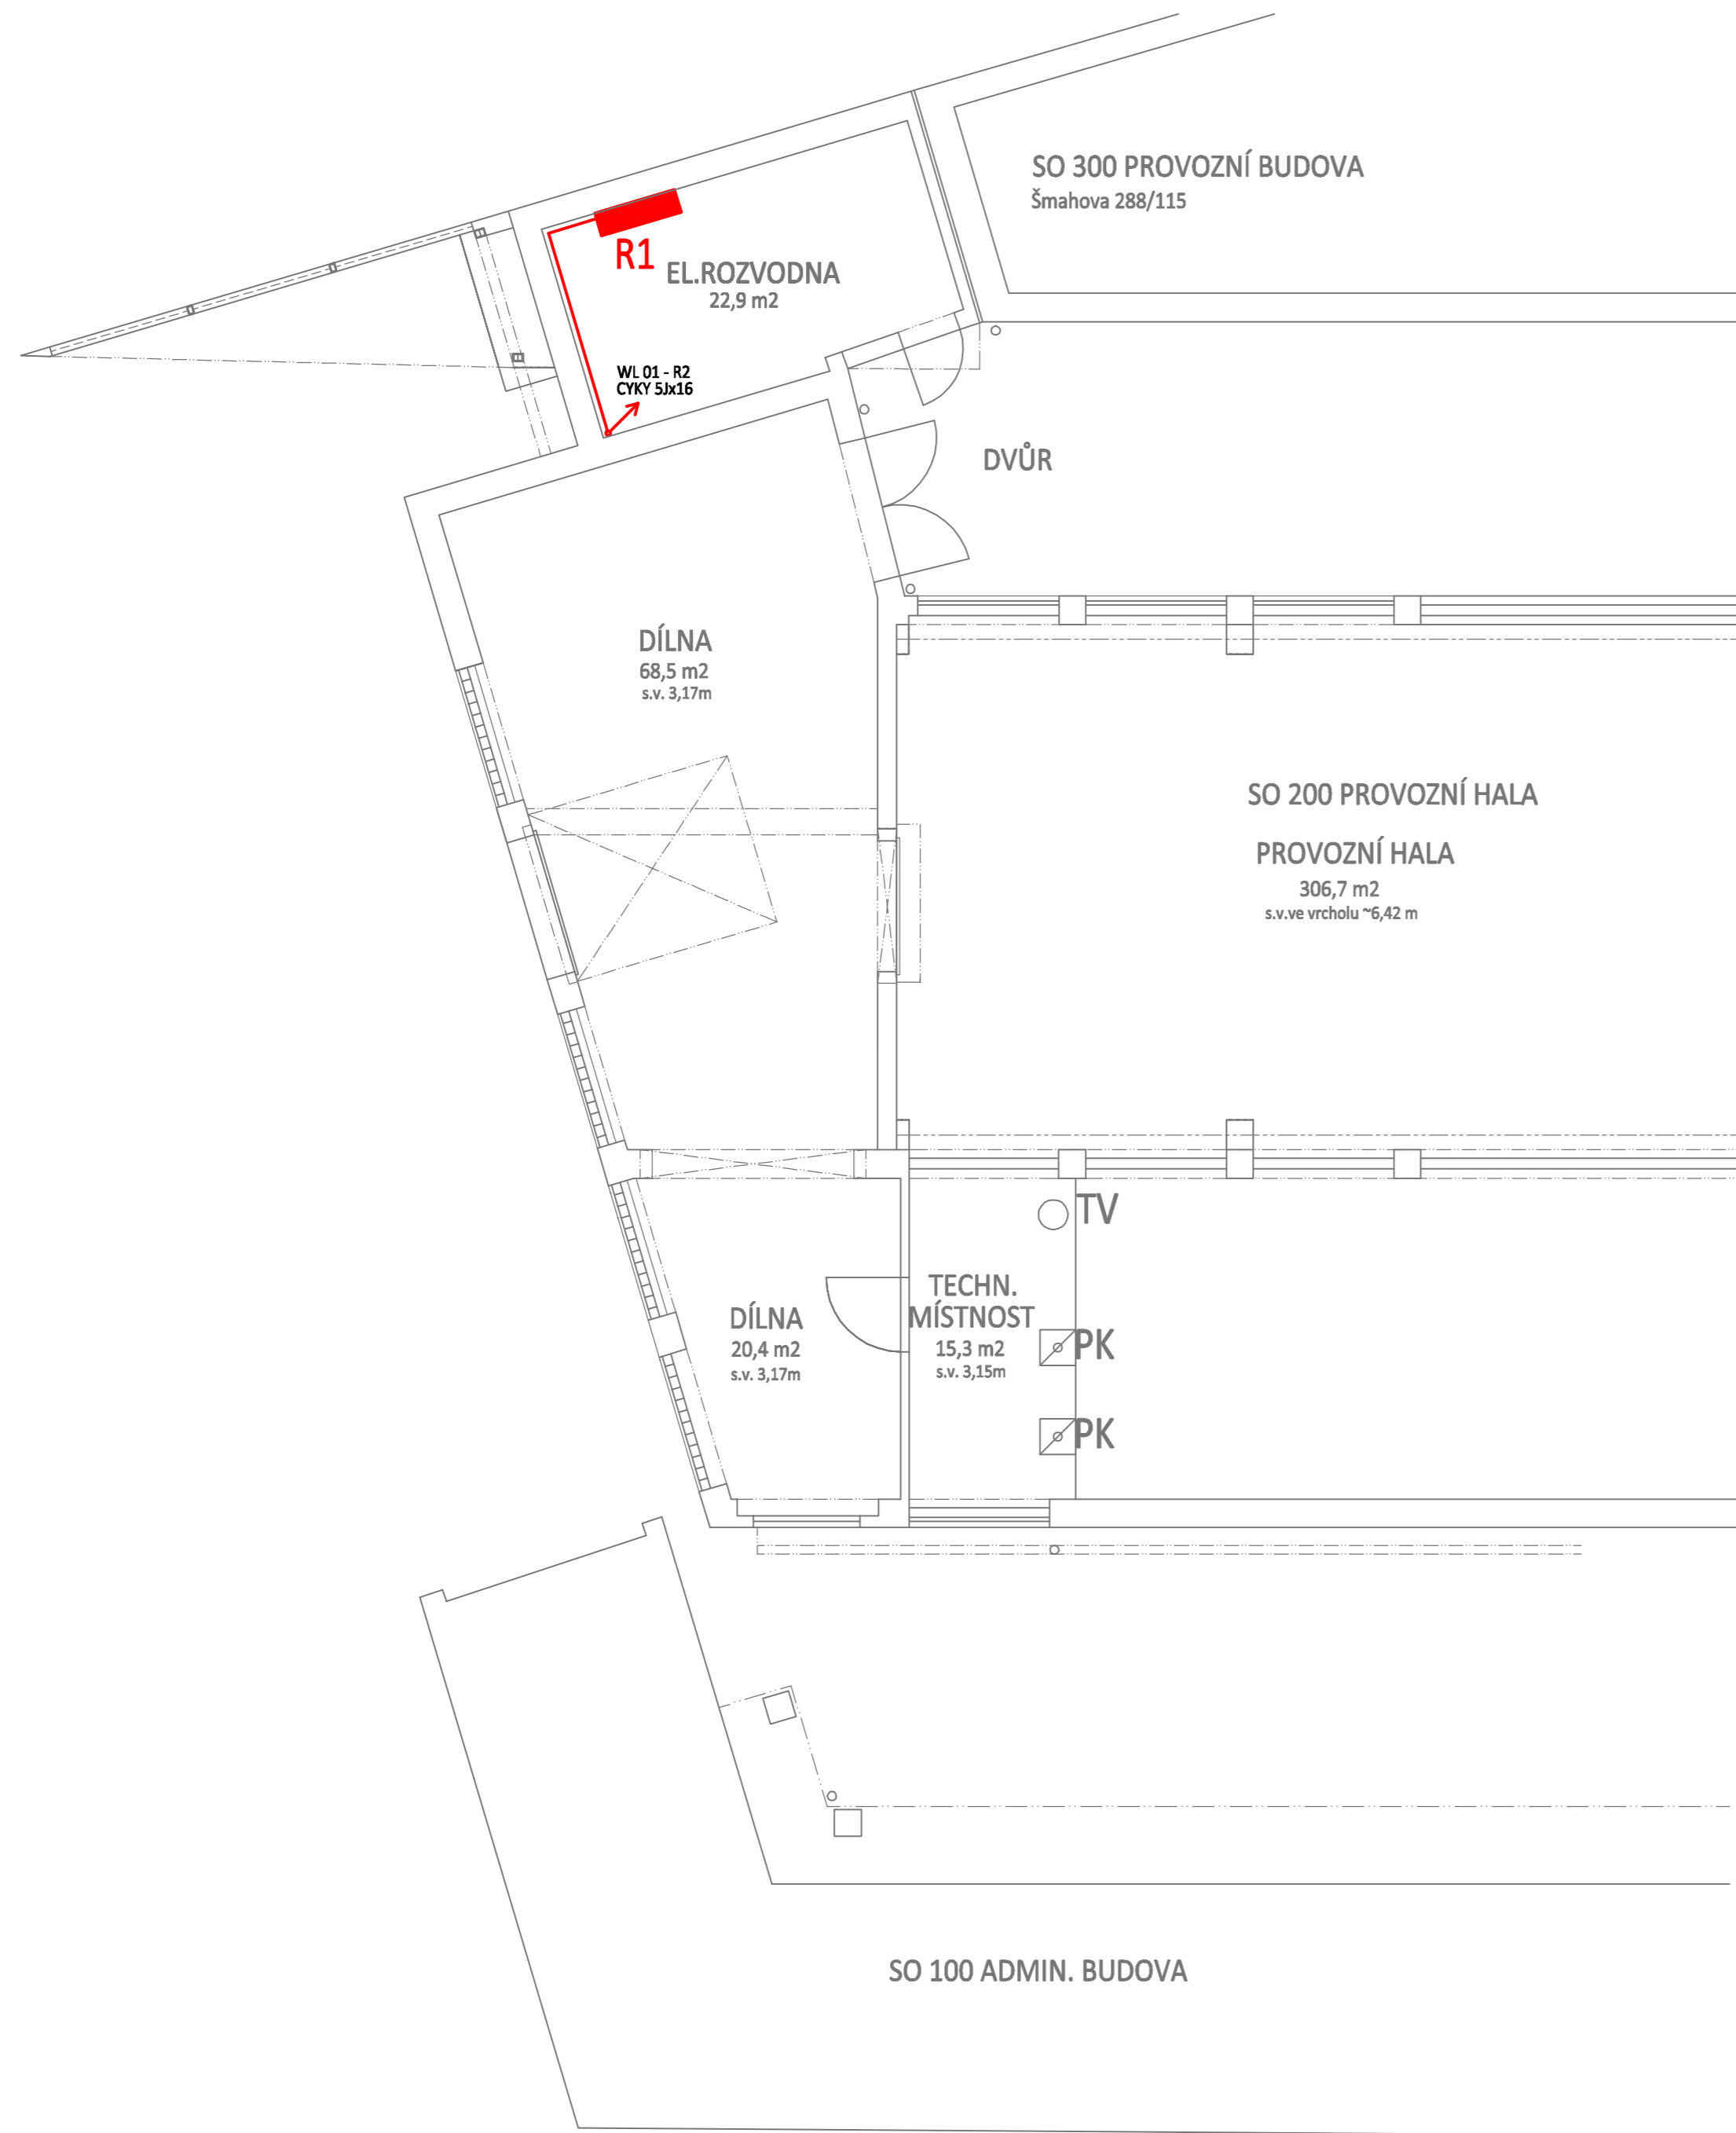 SO 300 PROVOZNÍ BUDOVA
Šmahova 288/115
R1
EL.ROZVODNA
22,9 m2
WL 01 - R2
CYKY 5Jx16
DVŮR
DÍLNA
68,5 m2
s.v. 3,17m
SO 200 PROVOZNÍ HALA
PROVOZNÍ HALA
306,7 m2
s.v.ve vrcholu ~6,42 m
TV
TECHN.
MÍSTNOST
15,3 m2
s.v. 3,15m
DÍLNA
20,4 m2
s.v. 3,17m
PK
PK
SO 100 ADMIN. BUDOVA